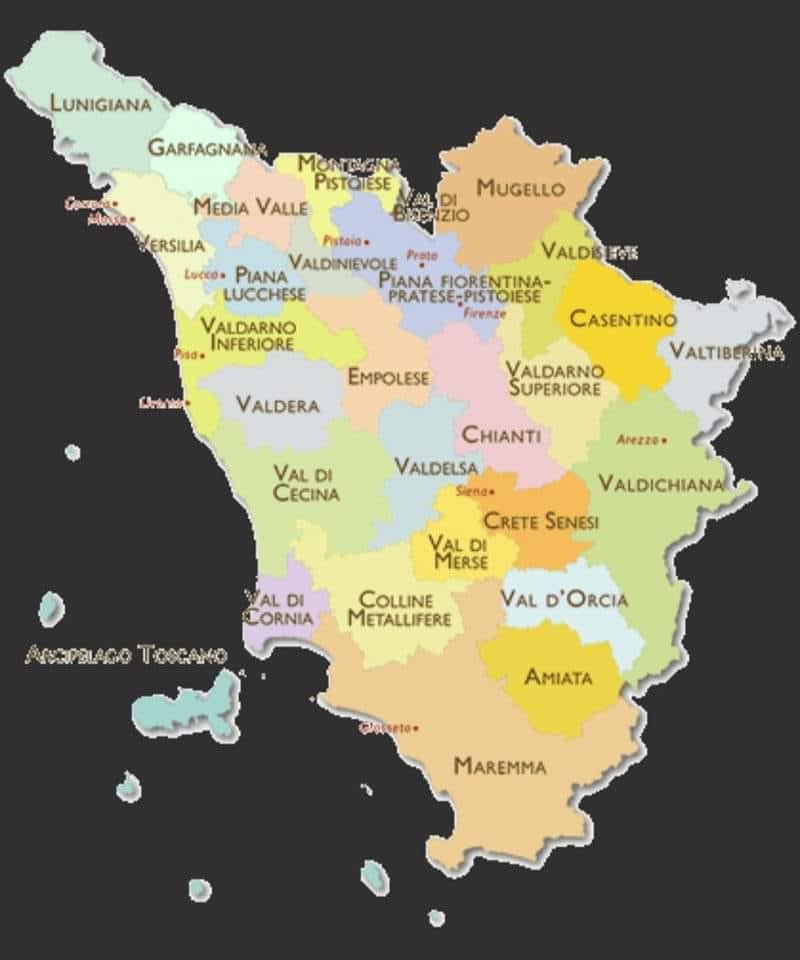 LUNIGIANA
GARFAGNANA
MONTAGNA
PISTOIESE
MUGELLO
VAL DI
BISENZIO
MEDIA VALLE
Carrara
Massa
VERSILIA
Pistoia
Prato
VALDISIEVE
VALDINIEVOLE
Lucca
PIANA
LUCCHESE
PIANA FIORENTINA-
PRATESE-PISTOIESE
Firenze
CASENTINO
VALDARNO
INFERIORE
VALTIBERINA
Pisa
EMPOLESE
VALDARNO
SUPERIORE
Livorno
VALDERA
CHIANTI
Arezzo
VALDELSA
VAL DI
CECINA
VALDICHIANA
Siena
CRETE SENESI
VAL DI
MERSE
VAL DI
CORNIA
COLLINE
METALLIFERE
VAL D'ORCIA
ARCIPELAGO TOSCANO
AMIATA
Grosseto
MAREMMA